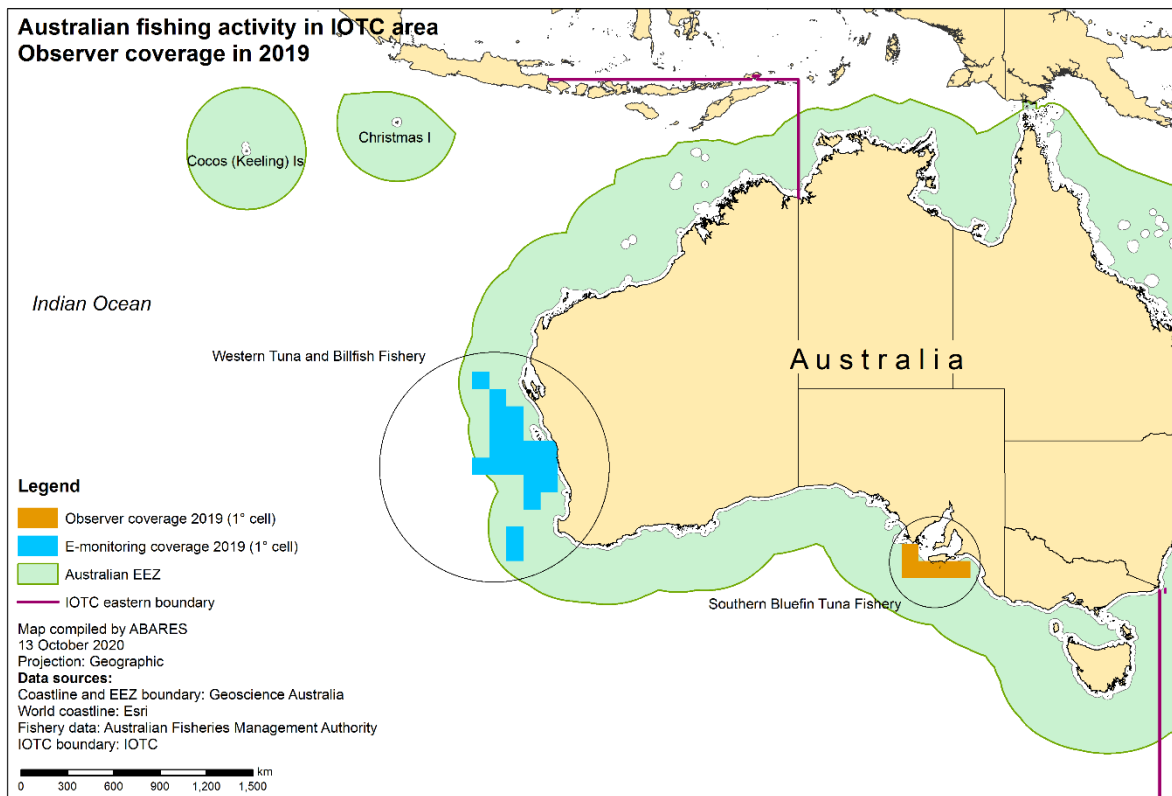 Australian fishing activity in IOTC area
Observer coverage in 2019
Cocos (Keeling) Is
Christmas I
Indian Ocean
Western Tuna and Billfish Fishery
Australia
Southern Bluefin Tuna Fishery
Legend
Observer coverage 2019 (1° cell)
E-monitoring coverage 2019 (1° cell)
Australian EEZ
IOTC eastern boundary
Map compiled by ABARES
13 October 2020
Projection: Geographic
Data sources:
Coastline and EEZ boundary: Geoscience Australia
World coastline: Esri
Fishery data: Australian Fisheries Management Authority
IOTC boundary: IOTC
km
0 300 600 900 1,200 1,500